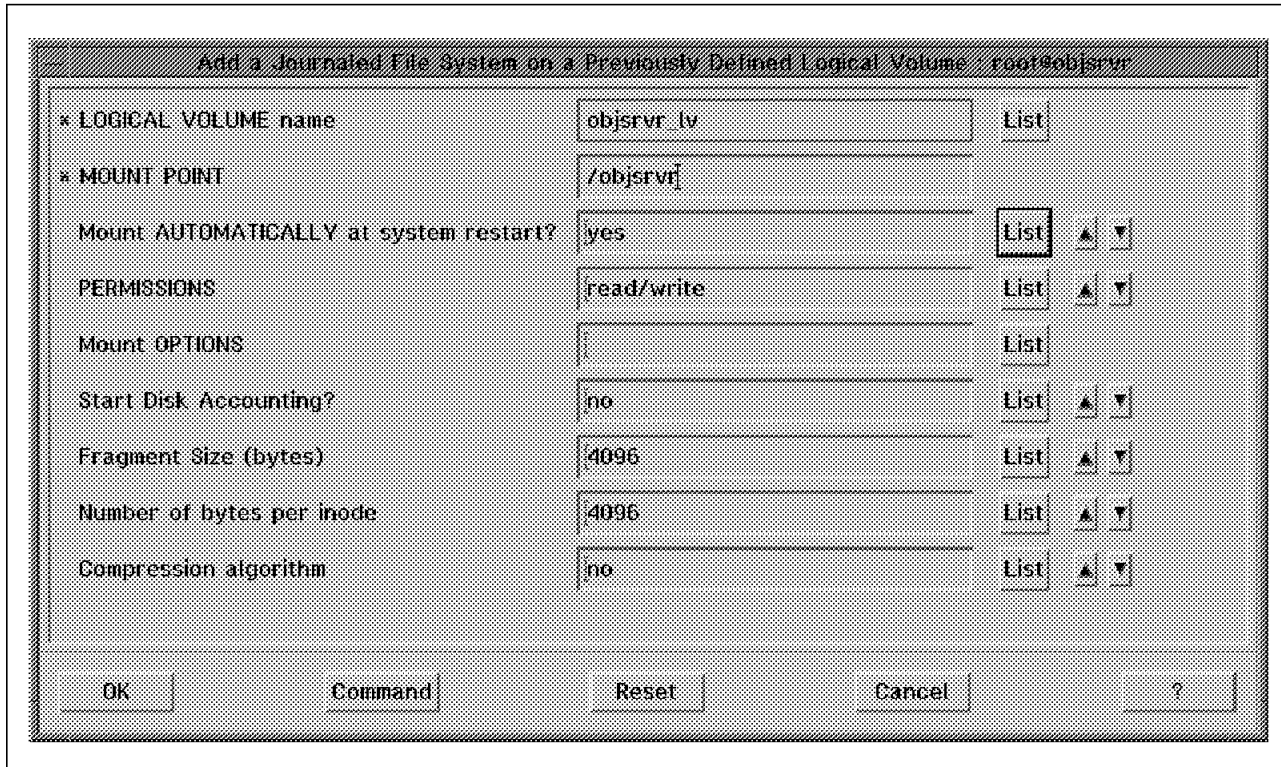 Add a Journaled File System on a Previously Defined Logical Volume : root@objsrvr
* LOGICAL VOLUME name objsrvr_lv List
* MOUNT POINT /objsrvr
Mount AUTOMATICALLY at system restart? yes List ▲ ▼
PERMISSIONS read/write List ▲ ▼
Mount OPTIONS List
Start Disk Accounting? no List ▲ ▼
Fragment Size (bytes) 4096 List ▲ ▼
Number of bytes per inode 4096 List ▲ ▼
Compression algorithm no List ▲ ▼
OK Command Reset Cancel ?